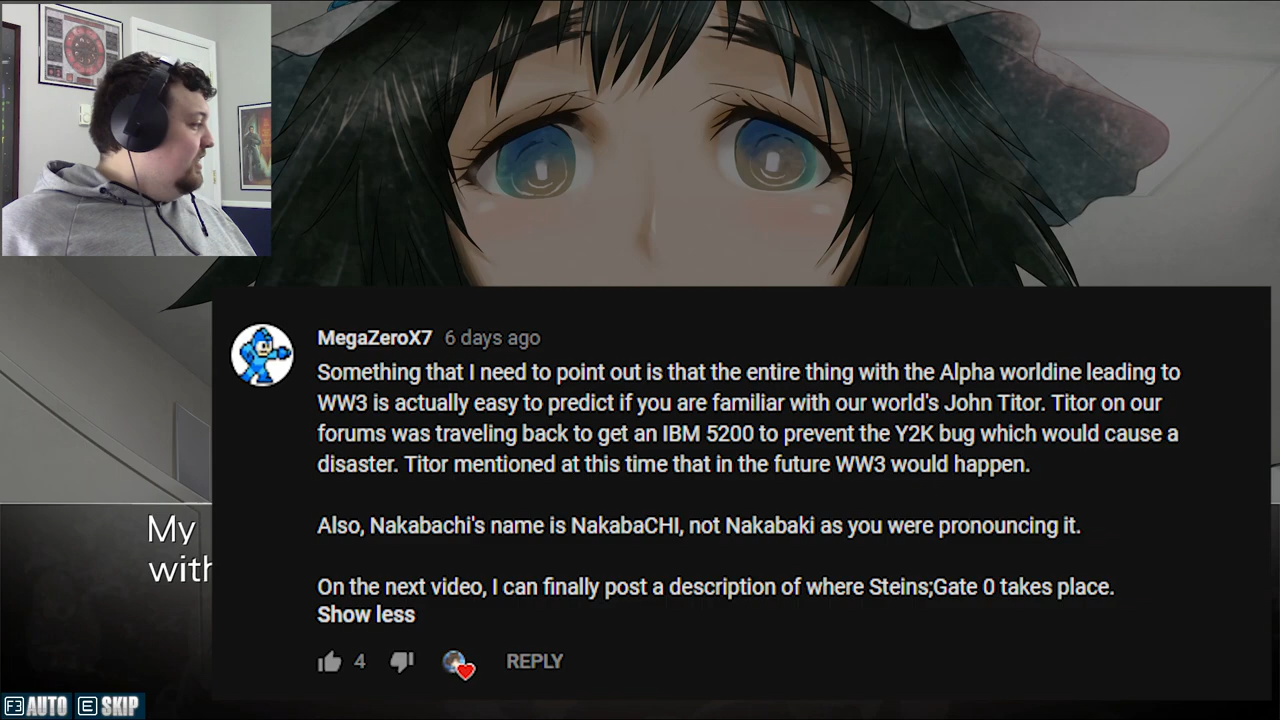 MegaZeroX7 6 days ago
Something that I need to point out is that the entire thing with the Alpha worldine leading to
WW3 is actually easy to predict if you are familiar with our world's John Titor. Titor on our
forums was traveling back to get an IBM 5200 to prevent the Y2K bug which would cause a
disaster. Titor mentioned at this time that in the future WW3 would happen.
Also, Nakabachi's name is NakabaCHI, not Nakabaki as you were pronouncing it.
On the next video, I can finally post a description of where Steins;Gate 0 takes place.
Show less
4 REPLY
My
with
F3 AUTO E SKIP